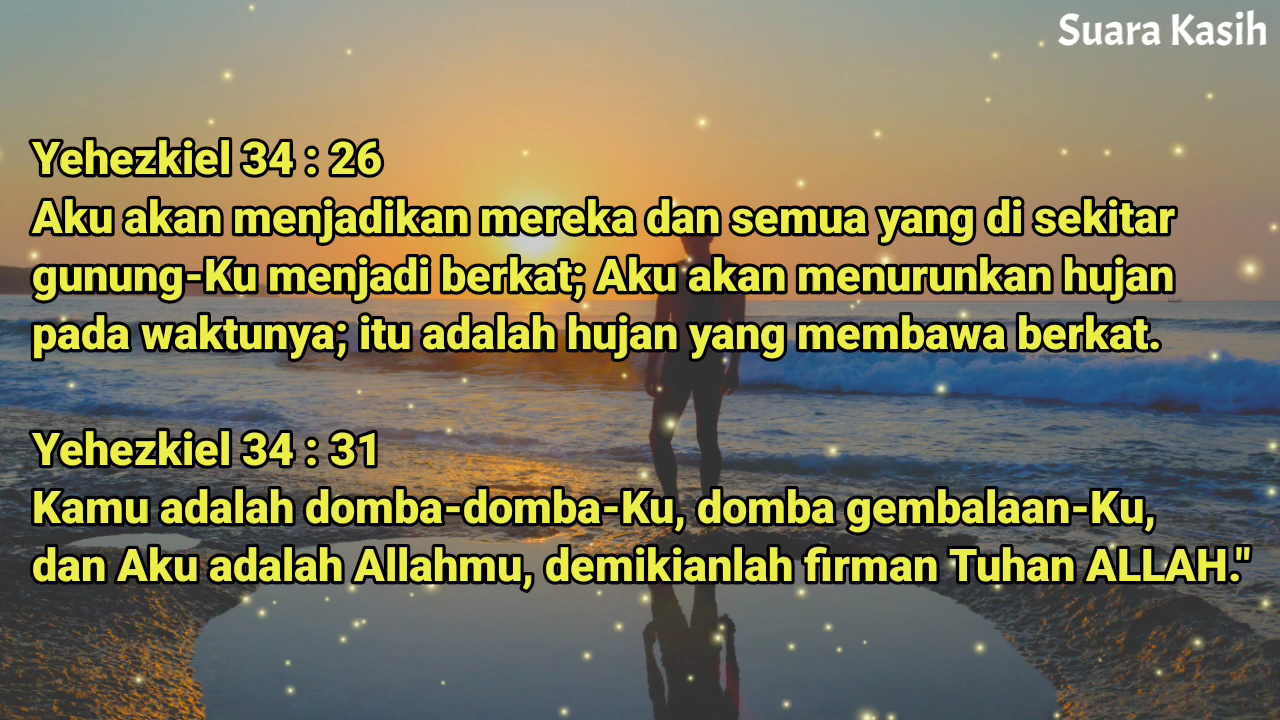 Suara Kasih
Yehezkiel 34 : 26
Aku akan menjadikan mereka dan semua yang di sekitar
gunung-Ku menjadi berkat; Aku akan menurunkan hujan
pada waktunya; itu adalah hujan yang membawa berkat.
Yehezkiel 34 : 31
Kamu adalah domba-domba-Ku, domba gembalaan-Ku,
dan Aku adalah Allahmu, demikianlah firman Tuhan ALLAH."